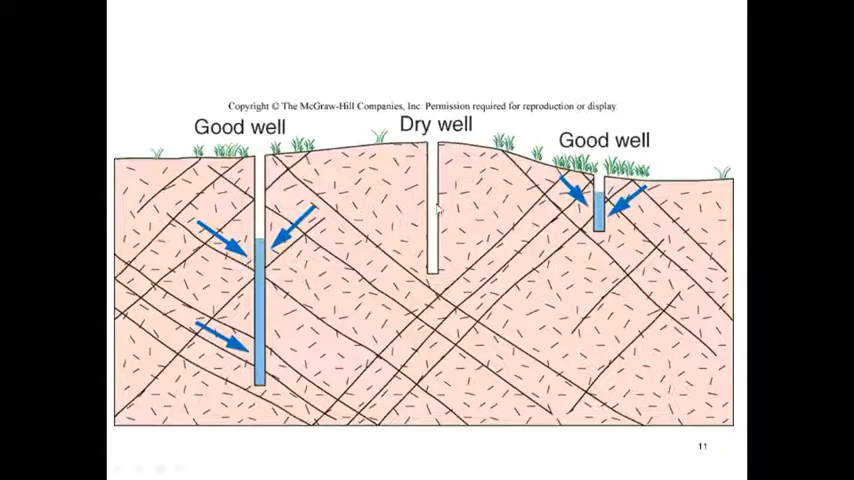 Copyright © The McGraw-Hill Companies, Inc. Permission required for reproduction or display.
Good well
Dry well
Good well
11